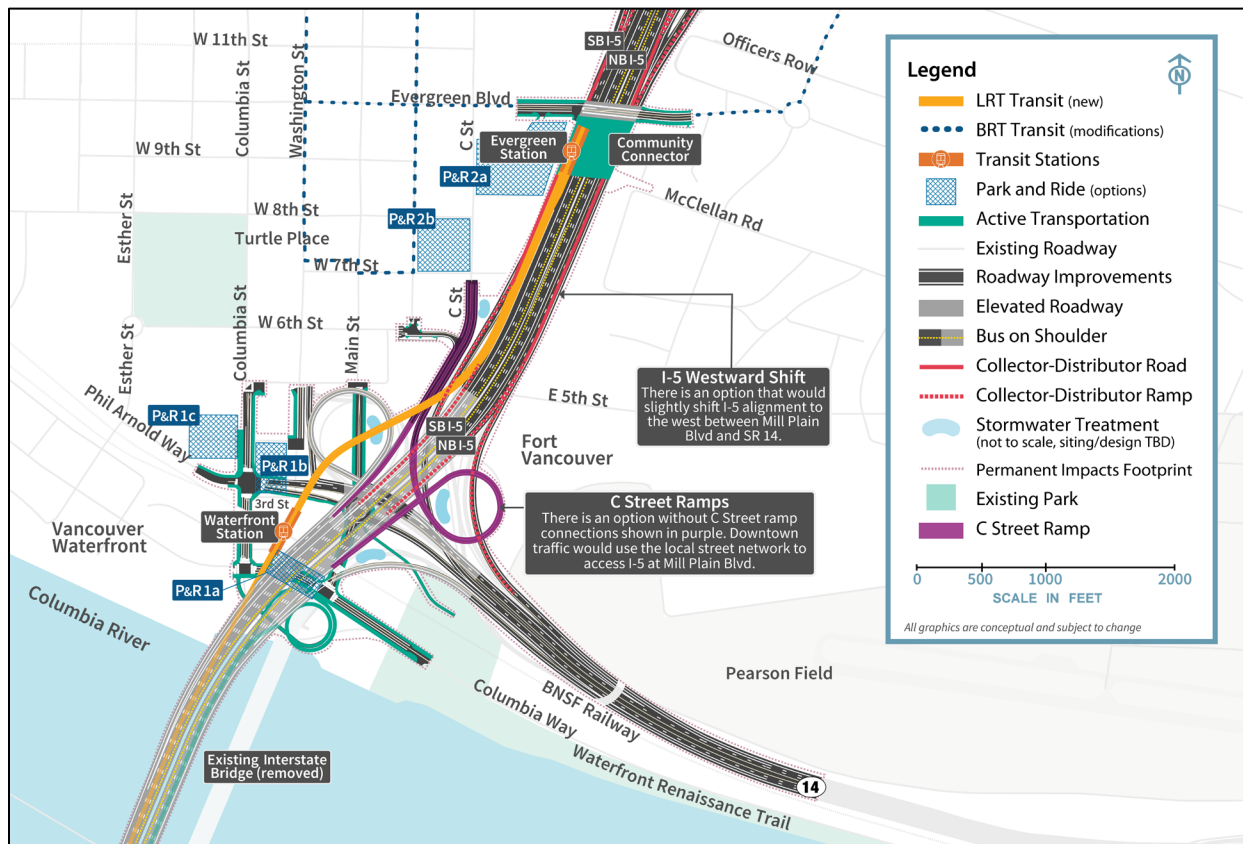 W 11th St
Columbia St
Washington St
SB I-5
NB I-5
Officers Row
Evergreen Blvd
C St
W 9th St
Evergreen
Station
Community
Connector
P&R2a
McClellan Rd
Esther St
W 8th St
P&R2b
Turtle Place
W 7th St
Columbia St
C St
W 6th St
Main St
Esther St
I-5 Westward Shift
There is an option that would
slightly shift I-5 alignment to
the west between Mill Plain
Blvd and SR 14.
E 5th St
Phil Arnold Way
P&R1c
SB I-5
NB I-5
Fort
Vancouver
P&R1b
3rd St
C Street Ramps
There is an option without C Street ramp
connections shown in purple. Downtown
traffic would use the local street network to
access I-5 at Mill Plain Blvd.
Waterfront
Station
Vancouver
Waterfront
P&R1a
Columbia River
Pearson Field
BNSF Railway
Columbia Way
Waterfront Renaissance Trail
Existing Interstate
Bridge (removed)
14
Legend
N
LRT Transit (new)
BRT Transit (modifications)
Transit Stations
Park and Ride (options)
Active Transportation
Existing Roadway
Roadway Improvements
Elevated Roadway
Bus on Shoulder
Collector-Distributor Road
Collector-Distributor Ramp
Stormwater Treatment
(not to scale, siting/design TBD)
Permanent Impacts Footprint
Existing Park
C Street Ramp
0 500 1000 2000
SCALE IN FEET
All graphics are conceptual and subject to change